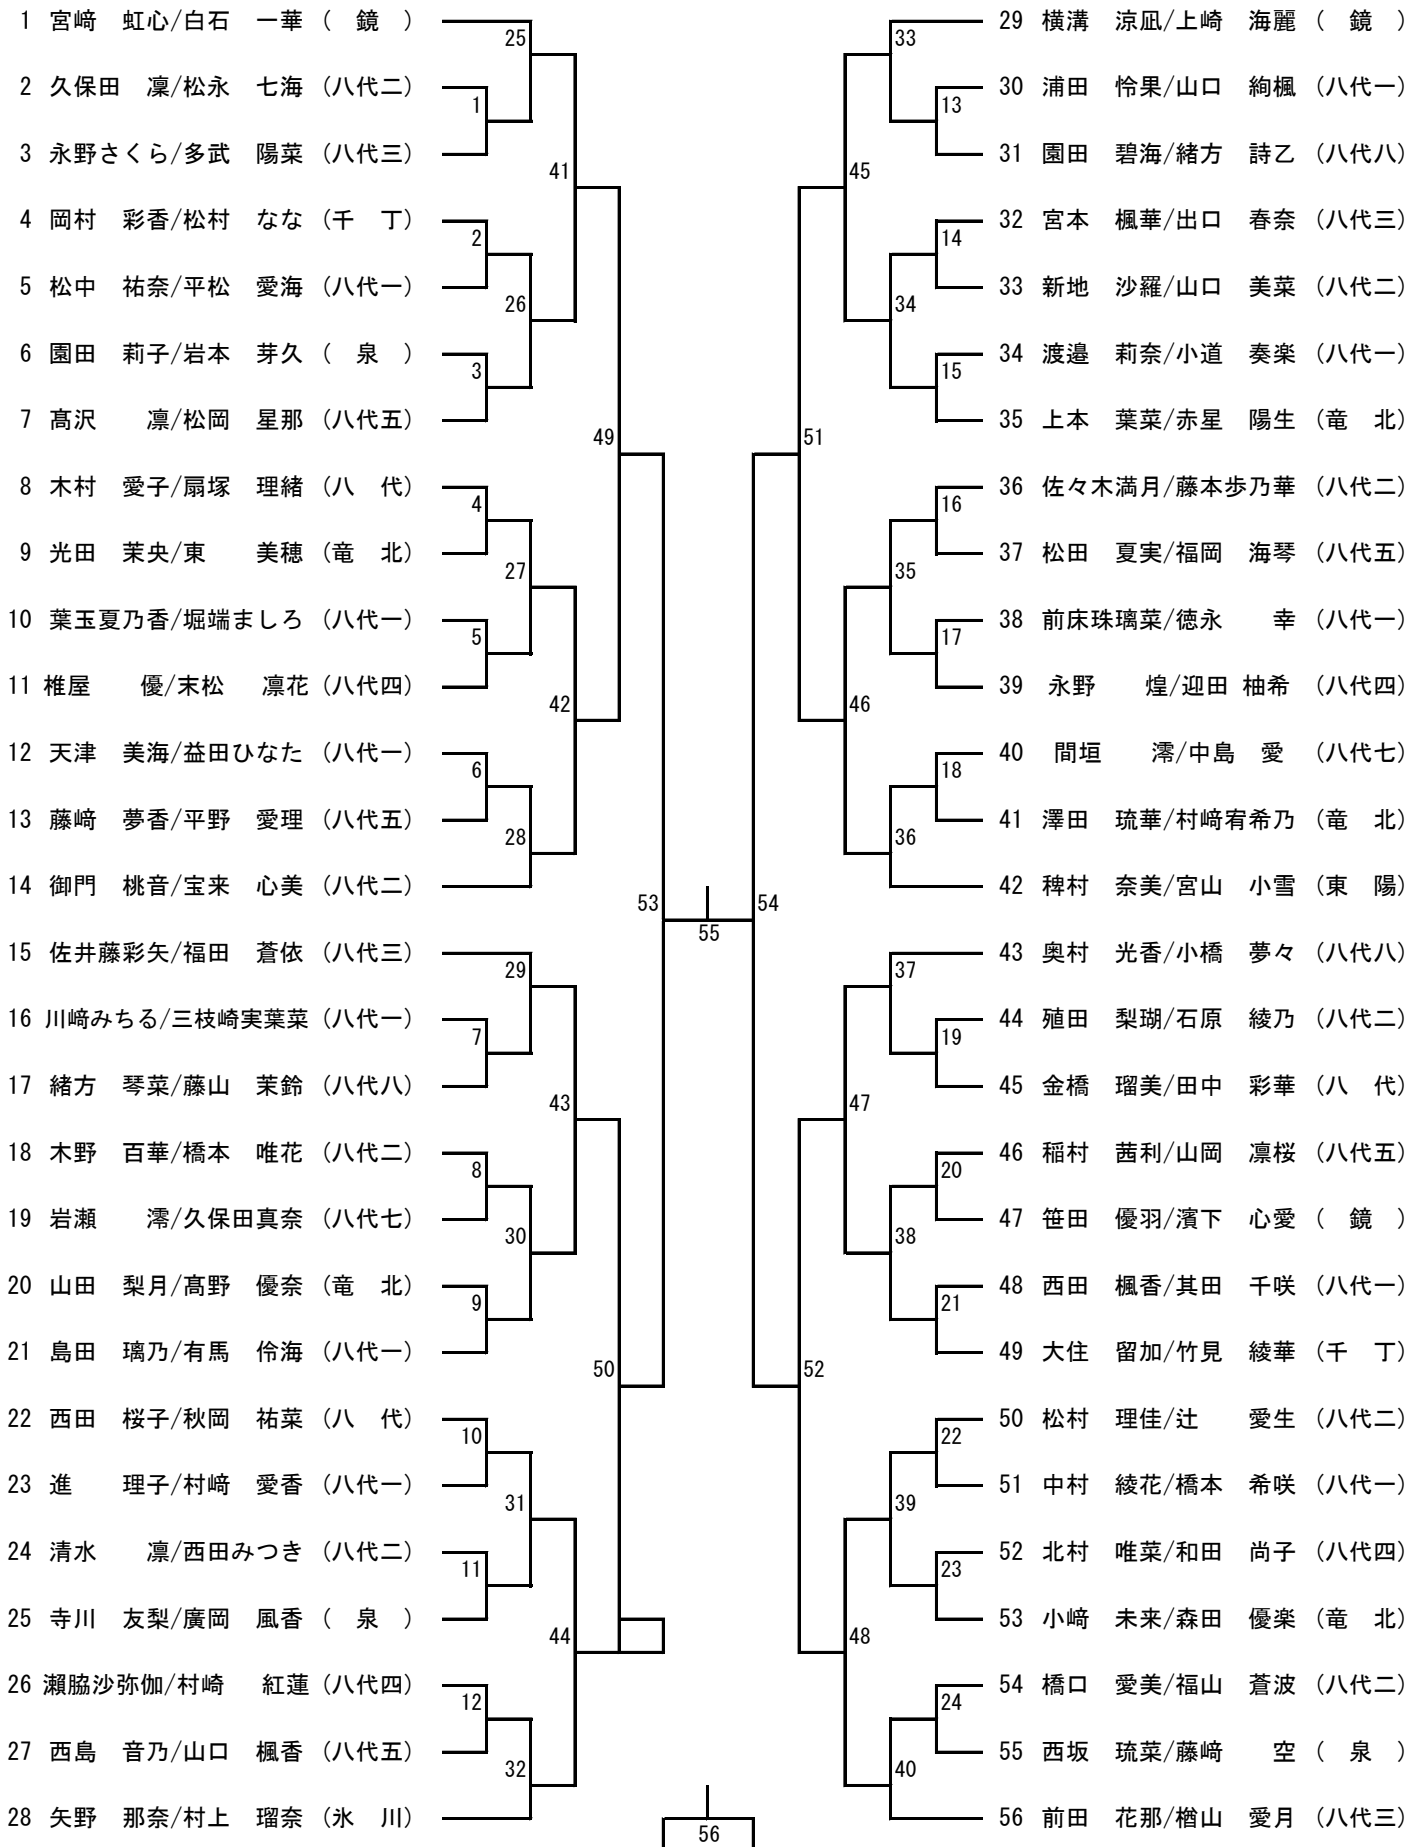 1 宮﨑 虹心/白石 一華 ( 鏡 )
25
2 久保田 凜/松永 七海 (八代二)
1
3 永野さくら/多武 陽菜 (八代三)
41
4 岡村 彩香/松村 なな (千 丁)
2
5 松中 祐奈/平松 愛海 (八代一)
26
6 園田 莉子/岩本 芽久 ( 泉 )
3
7 髙沢 凛/松岡 星那 (八代五)
49
8 木村 愛子/扇塚 理緒 (八 代)
4
9 光田 茉央/東 美穂 (竜 北)
27
10 葉玉夏乃香/堀端ましろ (八代一)
5
11 椎屋 優/末松 凛花 (八代四)
42
12 天津 美海/益田ひなた (八代一)
6
13 藤﨑 夢香/平野 愛理 (八代五)
28
14 御門 桃音/宝来 心美 (八代二)
53
55
15 佐井藤彩矢/福田 蒼依 (八代三)
29
16 川﨑みちる/三枝崎実葉菜 (八代一)
7
17 緒方 琴菜/藤山 茉鈴 (八代八)
43
18 木野 百華/橋本 唯花 (八代二)
8
19 岩瀬 澪/久保田真奈 (八代七)
30
20 山田 梨月/髙野 優奈 (竜 北)
9
21 島田 璃乃/有馬 伶海 (八代一)
50
22 西田 桜子/秋岡 祐菜 (八 代)
10
23 進 理子/村﨑 愛香 (八代一)
31
24 清水 凛/西田みつき (八代二)
11
25 寺川 友梨/廣岡 風香 ( 泉 )
44
26 瀬脇沙弥伽/村崎 紅蓮 (八代四)
12
27 西島 音乃/山口 楓香 (八代五)
32
28 矢野 那奈/村上 瑠奈 (氷 川)
56
29 横溝 涼凪/上崎 海麗 ( 鏡 )
33
30 浦田 怜果/山口 絢楓 (八代一)
13
31 園田 碧海/緒方 詩乙 (八代八)
45
32 宮本 楓華/出口 春奈 (八代三)
14
33 新地 沙羅/山口 美菜 (八代二)
34
34 渡邉 莉奈/小道 奏楽 (八代一)
15
35 上本 葉菜/赤星 陽生 (竜 北)
51
36 佐々木満月/藤本歩乃華 (八代二)
16
37 松田 夏実/福岡 海琴 (八代五)
35
38 前床珠璃菜/徳永 幸 (八代一)
17
39 永野 煌/迎田 柚希 (八代四)
46
40 間垣 澪/中島 愛 (八代七)
18
41 澤田 琉華/村﨑宥希乃 (竜 北)
36
42 稗村 奈美/宮山 小雪 (東 陽)
54
43 奥村 光香/小橋 夢々 (八代八)
37
44 殖田 梨瑚/石原 綾乃 (八代二)
19
45 金橋 瑠美/田中 彩華 (八 代)
47
46 稲村 茜利/山岡 凛桜 (八代五)
20
47 笹田 優羽/濱下 心愛 ( 鏡 )
38
48 西田 楓香/其田 千咲 (八代一)
21
49 大住 留加/竹見 綾華 (千 丁)
52
50 松村 理佳/辻 愛生 (八代二)
22
51 中村 綾花/橋本 希咲 (八代一)
39
52 北村 唯菜/和田 尚子 (八代四)
23
53 小﨑 未来/森田 優楽 (竜 北)
48
54 橋口 愛美/福山 蒼波 (八代二)
24
55 西坂 琉菜/藤﨑 空 ( 泉 )
40
56 前田 花那/楢山 愛月 (八代三)